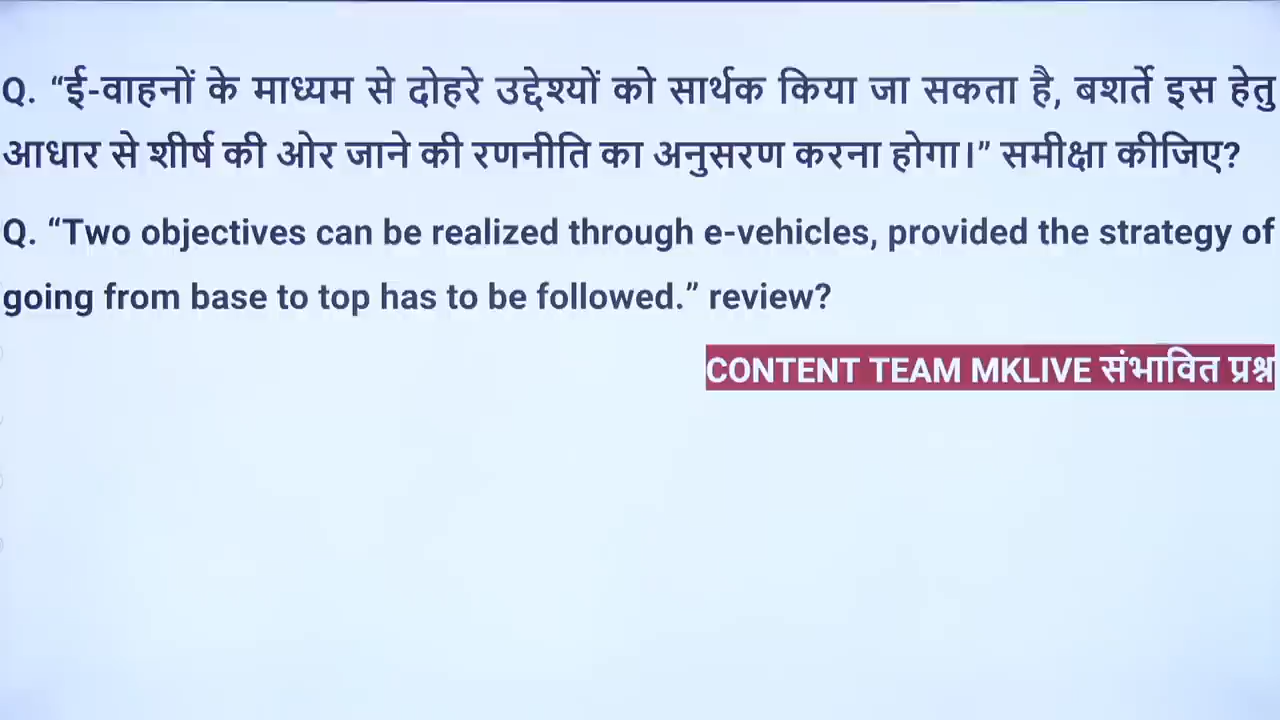 Q. “ई-वाहनों के माध्यम से दोहरे उद्देश्यों को सार्थक किया जा सकता है, बशर्ते इस हेतु
आधार से शीर्ष की ओर जाने की रणनीति का अनुसरण करना होगा।” समीक्षा कीजिए?
Q. “Two objectives can be realized through e-vehicles, provided the strategy of
going from base to top has to be followed.” review?
CONTENT TEAM MKLIVE संभावित प्रश्न